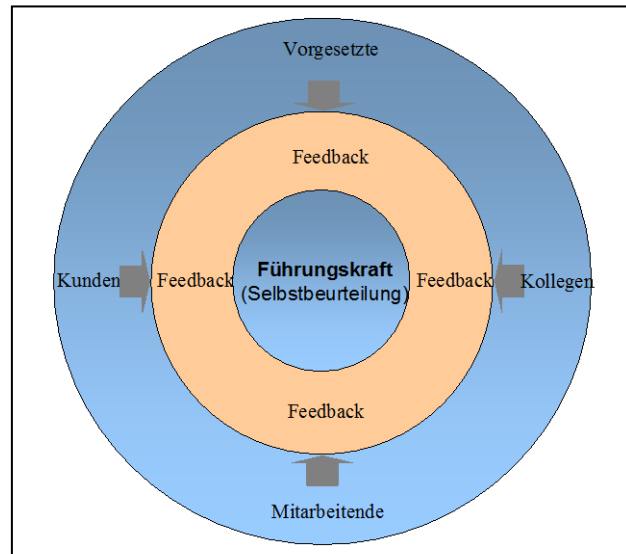 Vorgesetzte
Feedback
Führungskraft
(Selbstbeurteilung)
Kunden
Feedback
Feedback
Kollegen
Feedback
Mitarbeitende